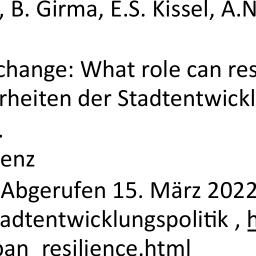 , B. Girma, E.S. Kissel, A.N
change: What role can res
rheiten der Stadtentwickl
.
enz
Abgerufen 15. März 2022
adtentwicklungspolitik , h
ban_resilience.html